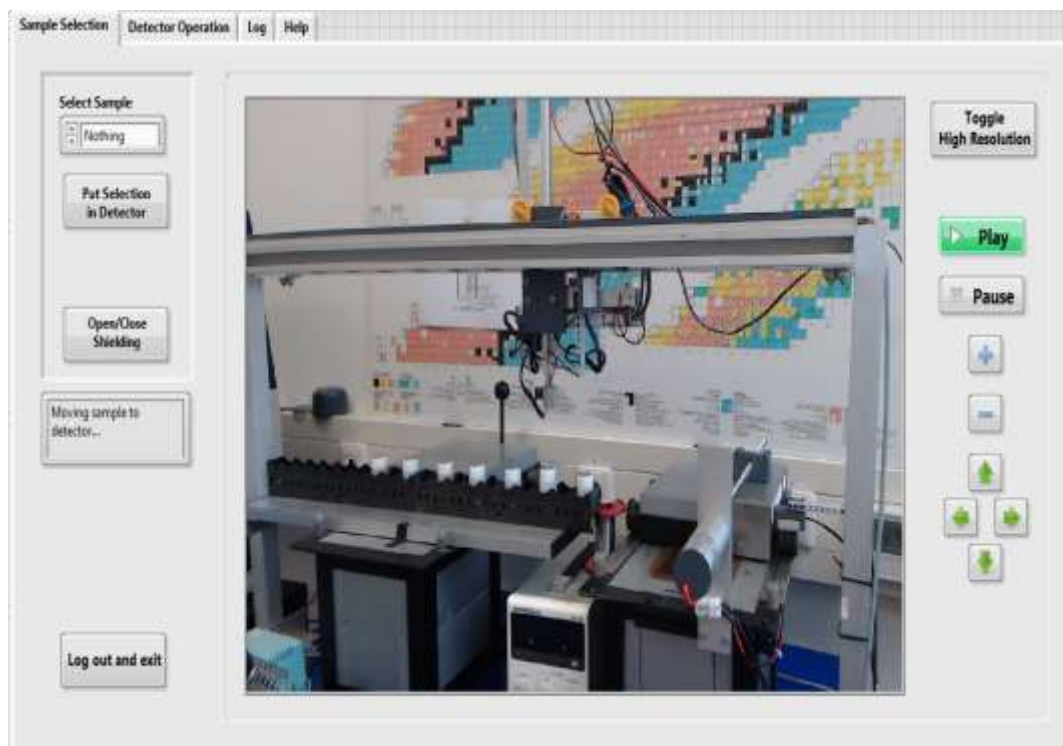 Sample Selection
Detector Operation
Log
Help
Select Sample
Nothing
Put Selection
in Detector
Open/Close
Shielding
Moving sample to
detector...
Log out and exit
Toggle
High Resolution
Play
Pause